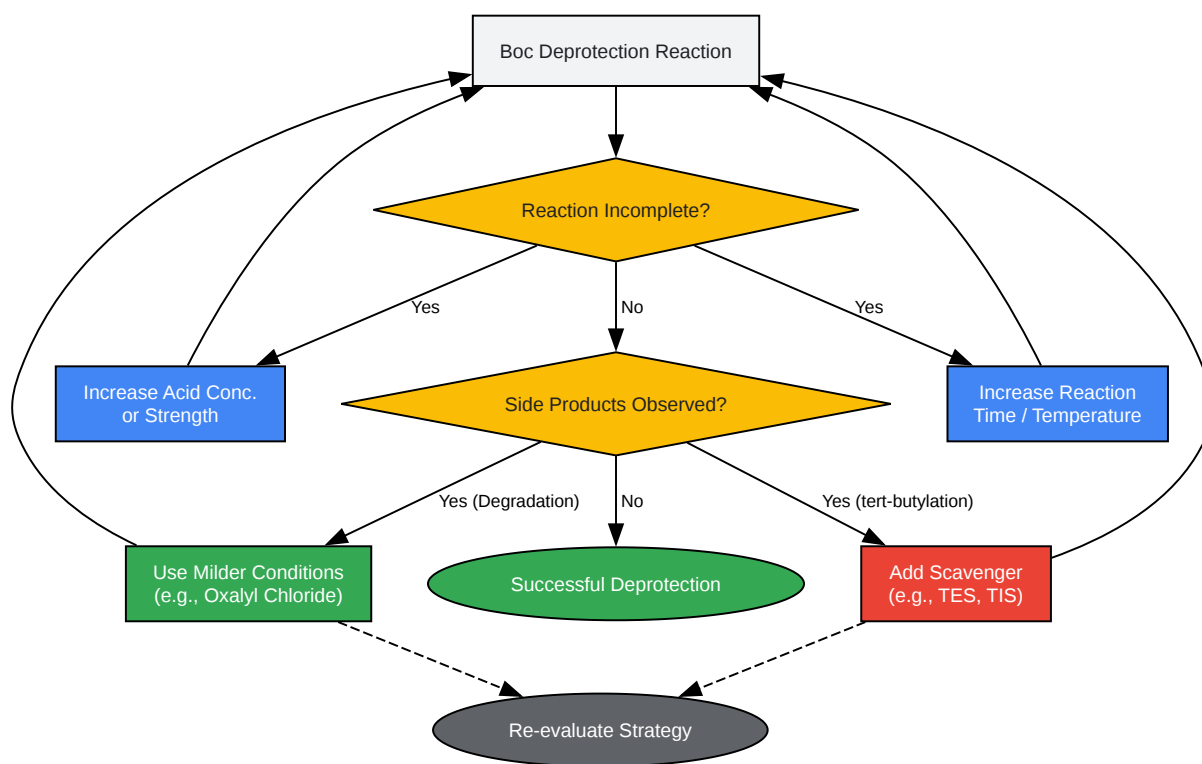 Boc Deprotection Reaction
Reaction Incomplete?
Yes
No
Yes
Increase Acid Conc.
or Strength
Side Products Observed?
Increase Reaction
Time / Temperature
Yes (Degradation)
No
Yes (tert-butylation)
Use Milder Conditions
(e.g., Oxalyl Chloride)
Successful Deprotection
Add Scavenger
(e.g., TES, TIS)
Re-evaluate Strategy